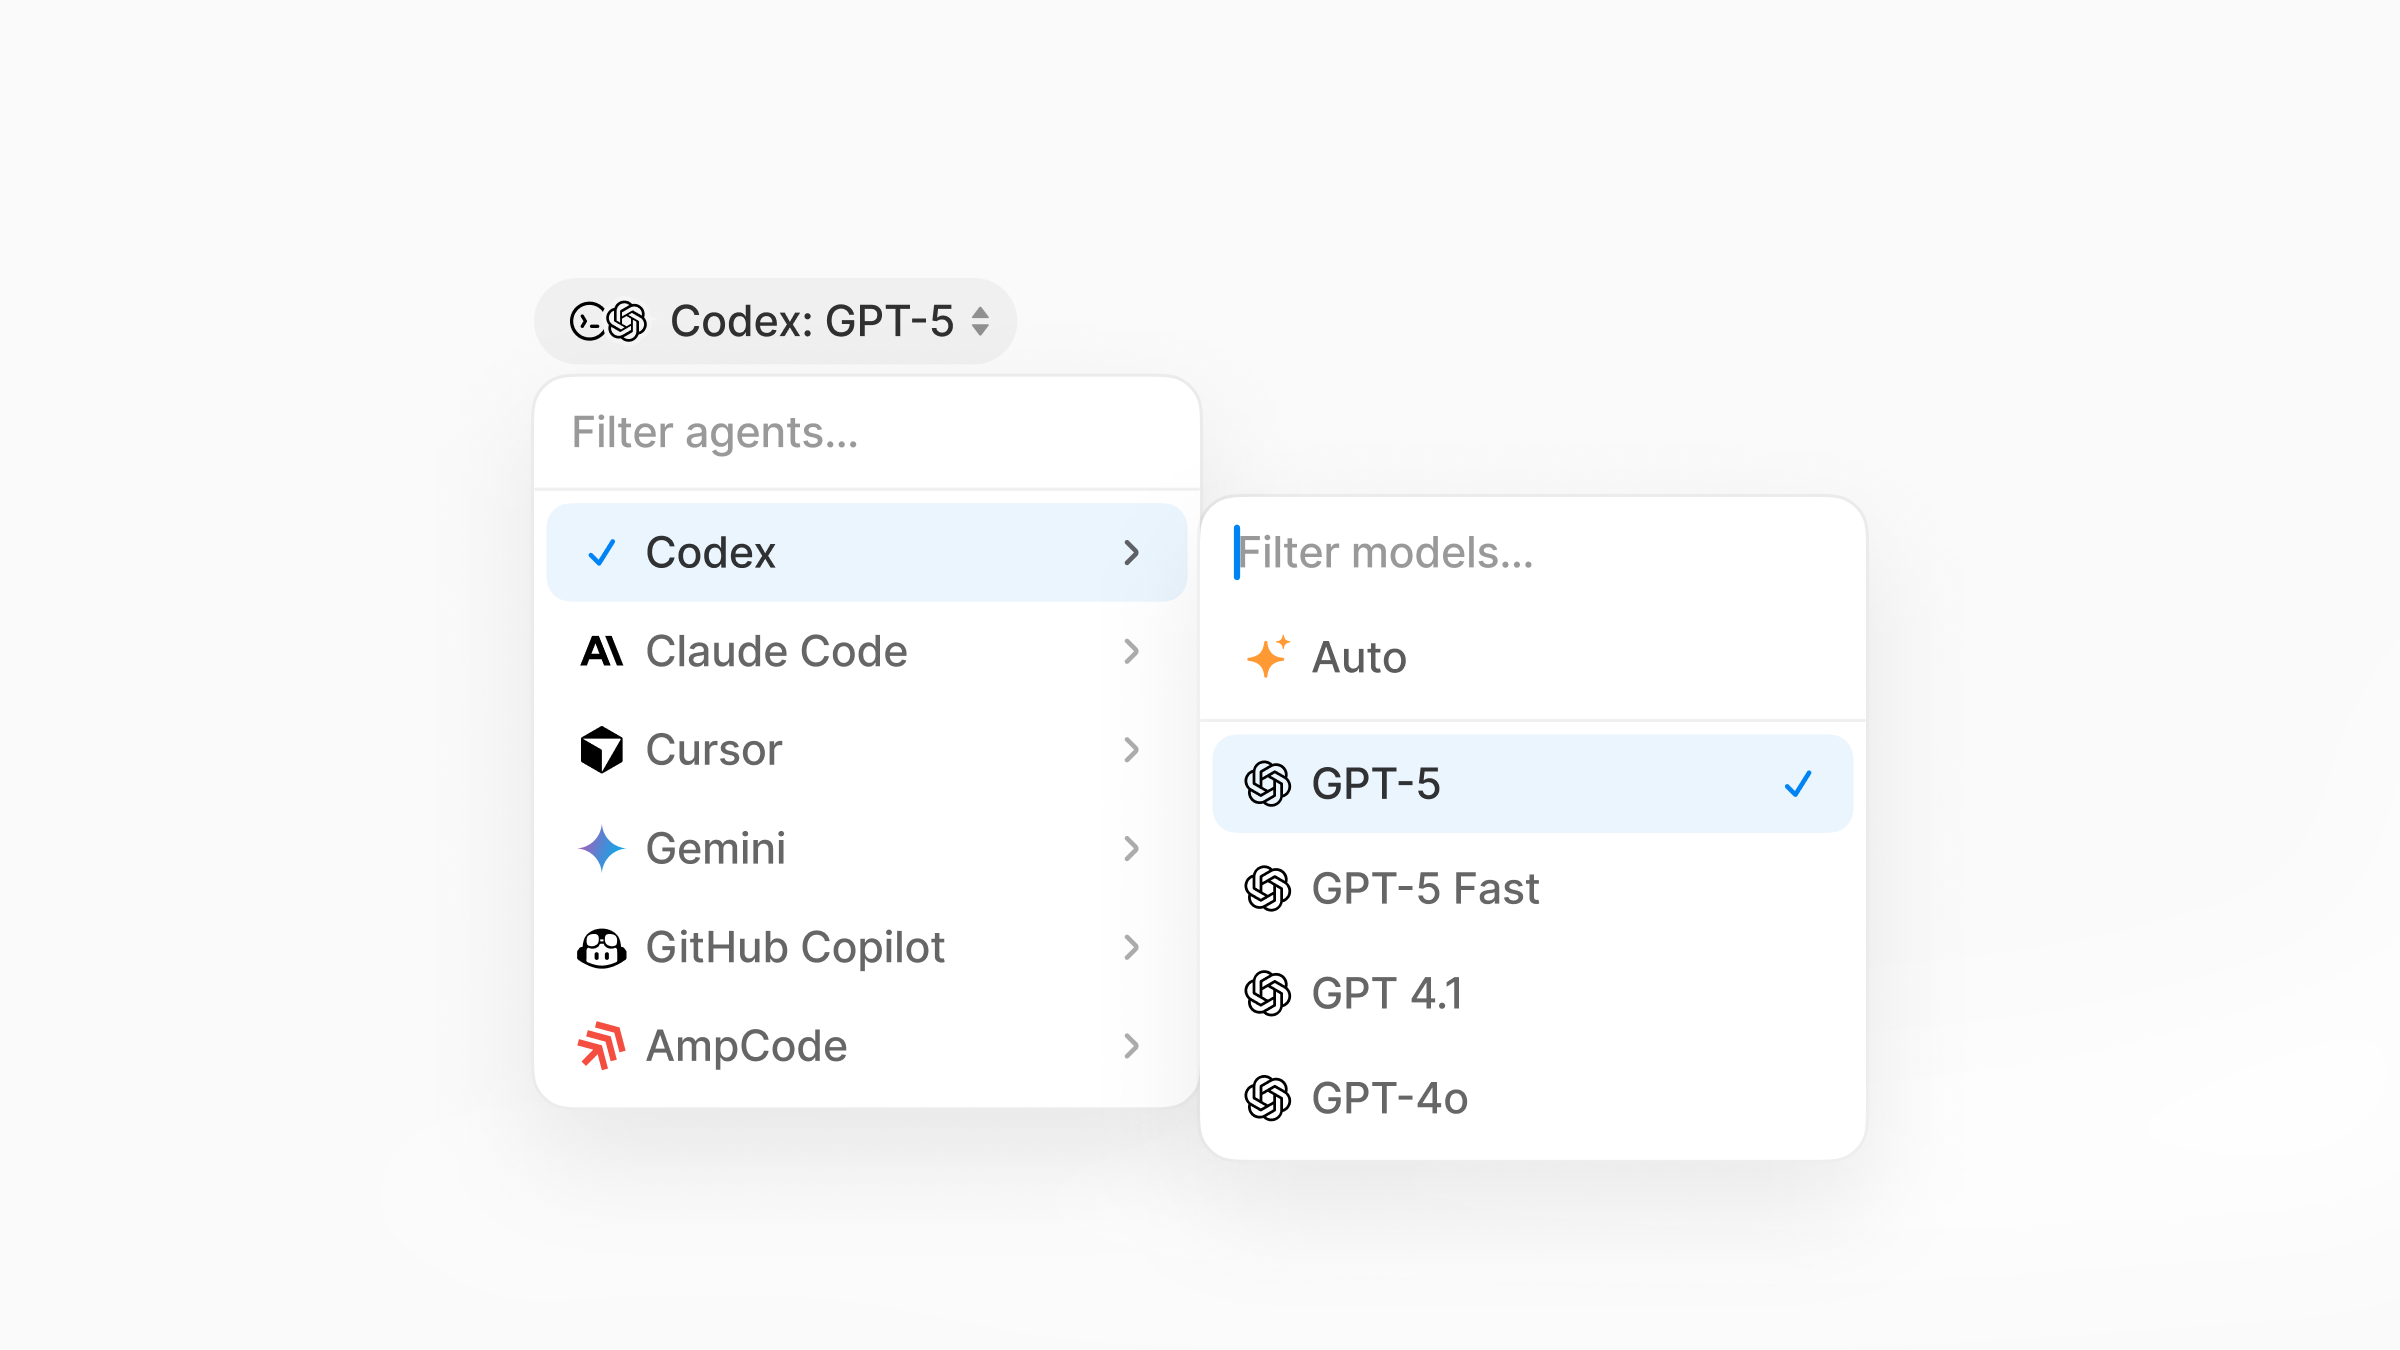 Codex: GPT-5
Filter agents...
Codex
Claude Code
Cursor
Gemini
GitHub Copilot
AmpCode
Filter models...
Auto
GPT-5
GPT-5 Fast
GPT 4.1
GPT-4o